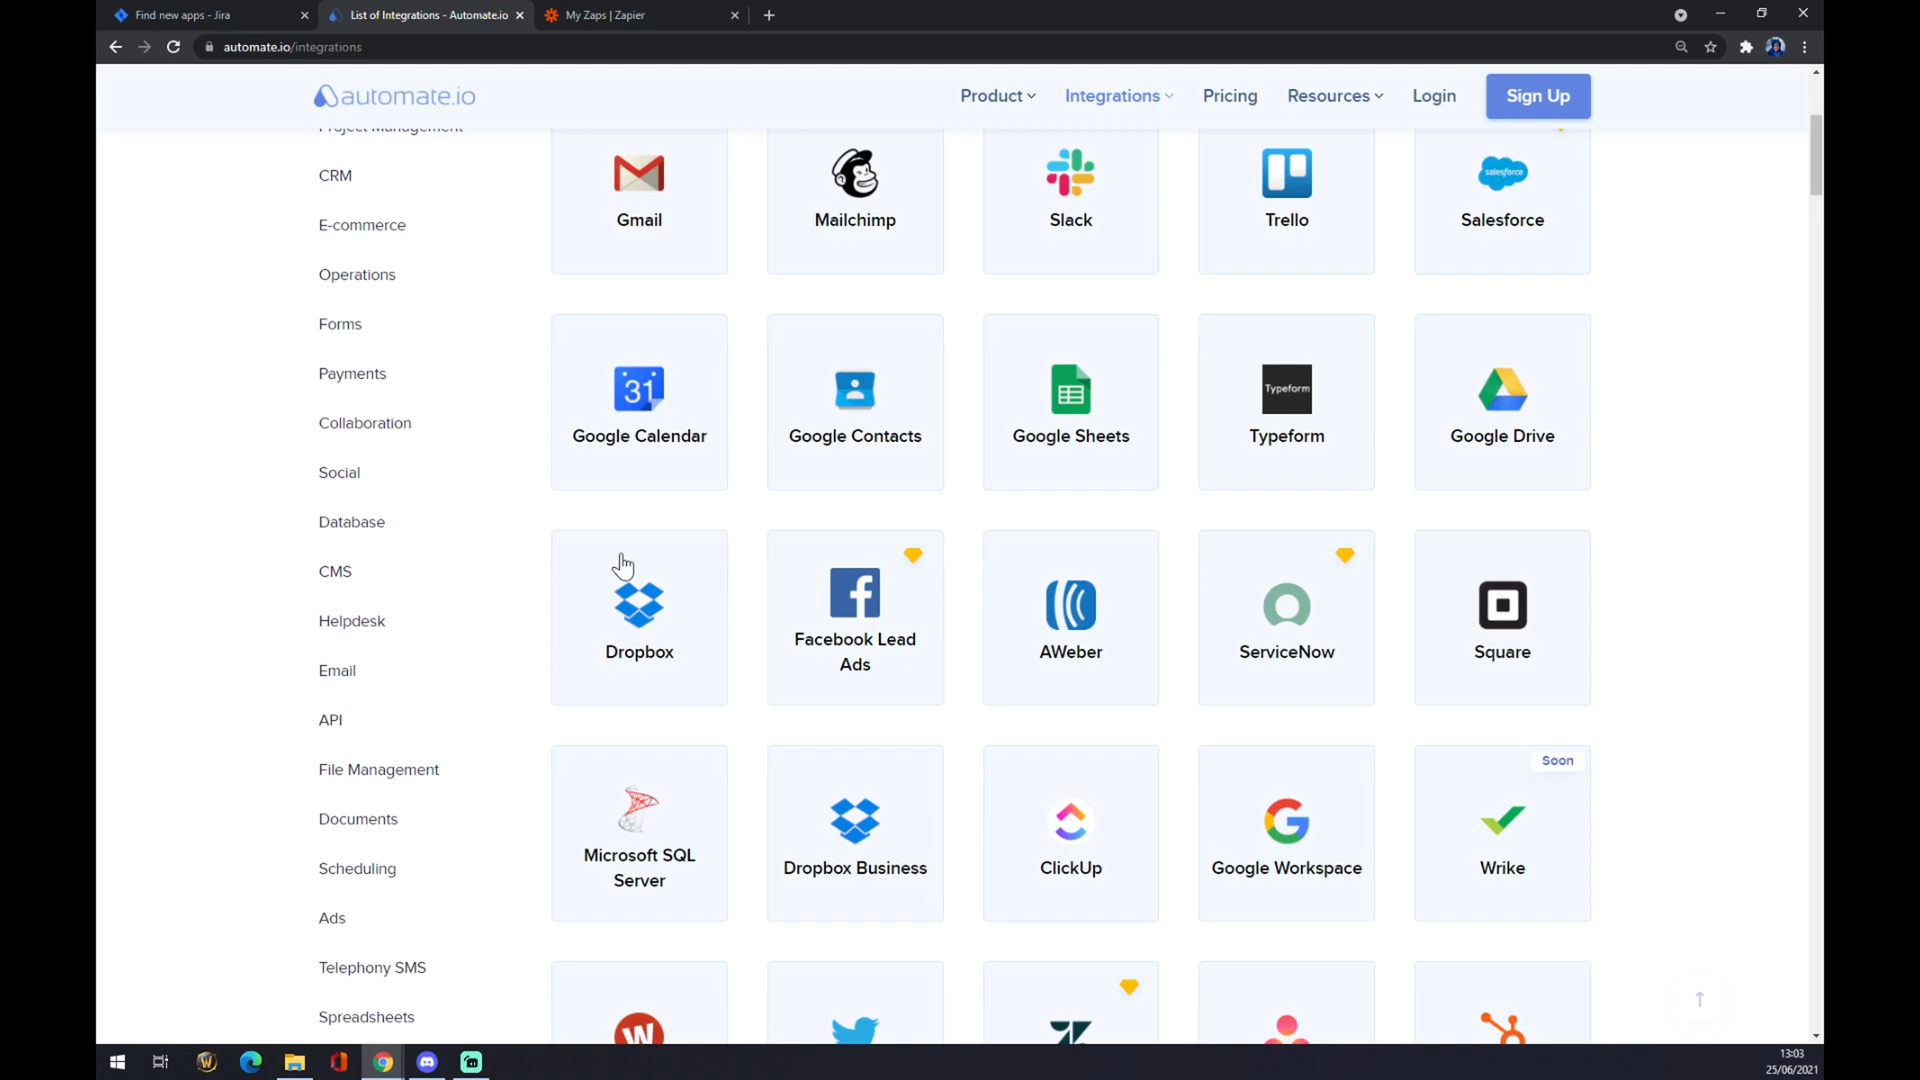 Find new apps - Jira
List of Integrations - Automate.io
My Zaps | Zapier
automate.io/integrations
automate.io
Product
Integrations
Pricing
Resources
Login
Sign Up
Project Management
CRM
E-commerce
Operations
Forms
Payments
Collaboration
Social
Database
CMS
Helpdesk
Email
API
File Management
Documents
Scheduling
Ads
Telephony SMS
Spreadsheets
Gmail
Mailchimp
Slack
Trello
salesforce
Salesforce
31
Google Calendar
Google Contacts
Google Sheets
Typeform
Typeform
Google Drive
Dropbox
Facebook Lead
Ads
AWeber
ServiceNow
Square
Microsoft SQL
Server
Dropbox Business
ClickUp
Google Workspace
Soon
Wrike
13:03
25/06/2021